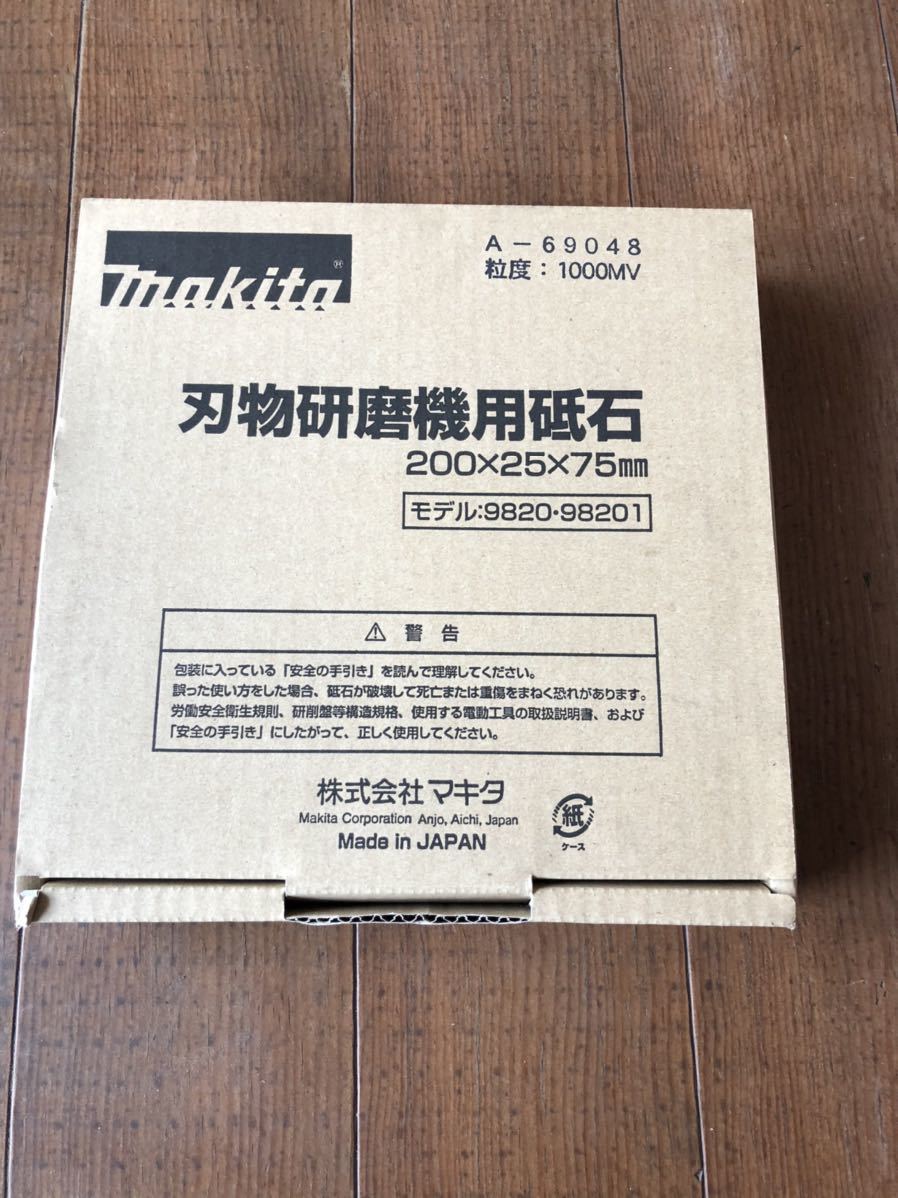 makita®
A-69048
粒度：1000MV
刃物研磨機用砥石
200×25×75mm
モデル:9820・98201
⚠ 警告
包装に入っている「安全の手引き」を読んで理解してください。
誤った使い方をした場合、砥石が破壊して死亡または重傷をまねく恐れがあります。
労働安全衛生規則、研削盤等構造規格、使用する電動工具の取扱説明書、および
「安全の手引き」にしたがって、正しく使用してください。
株式会社マキタ
Makita Corporation Anjo, Aichi, Japan
Made in JAPAN
紙
ケース